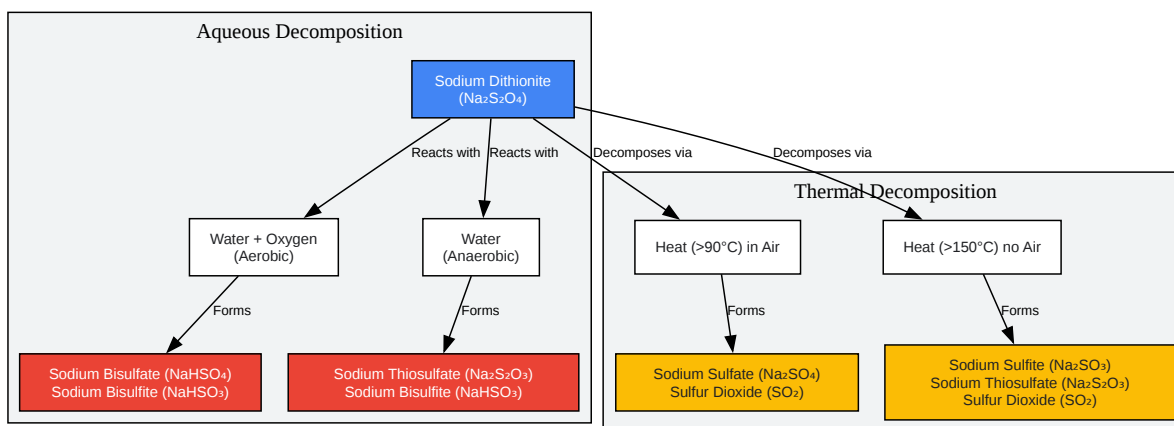 Aqueous Decomposition
Sodium Dithionite
(Na₂S₂O₄)
Reacts with
Reacts with
Decomposes via
Decomposes via
Thermal Decomposition
Water + Oxygen
(Aerobic)
Water
(Anaerobic)
Heat (>90°C) in Air
Heat (>150°C) no Air
Forms
Forms
Forms
Forms
Sodium Bisulfate (NaHSO₄)
Sodium Bisulfite (NaHSO₃)
Sodium Thiosulfate (Na₂S₂O₃)
Sodium Bisulfite (NaHSO₃)
Sodium Sulfate (Na₂SO₄)
Sulfur Dioxide (SO₂)
Sodium Sulfite (Na₂SO₃)
Sodium Thiosulfate (Na₂S₂O₃)
Sulfur Dioxide (SO₂)